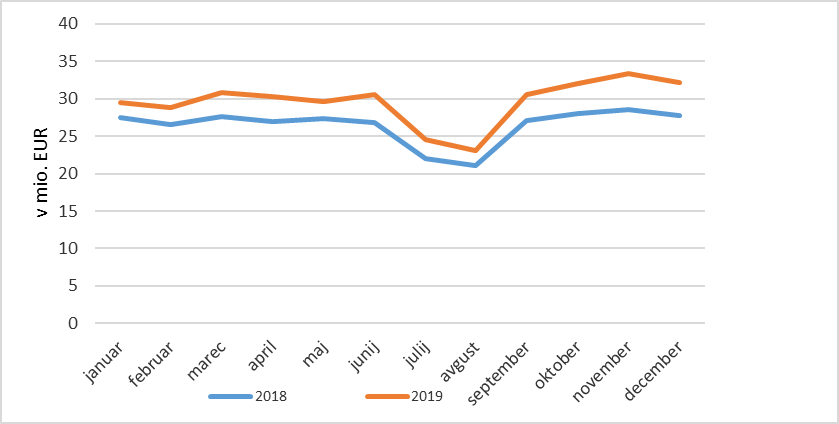 v mio. EUR
40
35
30
25
20
15
10
5
0
januar
februar
marec
april
maj
junij
julij
avgust
september
oktober
november
december
2018
2019